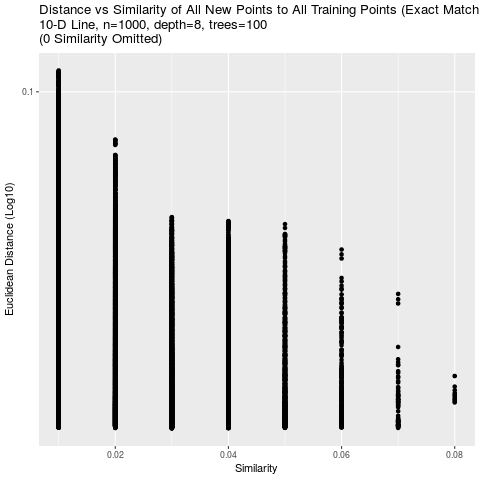 Distance vs Similarity of All New Points to All Training Points (Exact Match
10-D Line, n=1000, depth=8, trees=100
(0 Similarity Omitted)
0.1
Euclidean Distance (Log10)
0.02 0.04 0.06 0.08
Similarity